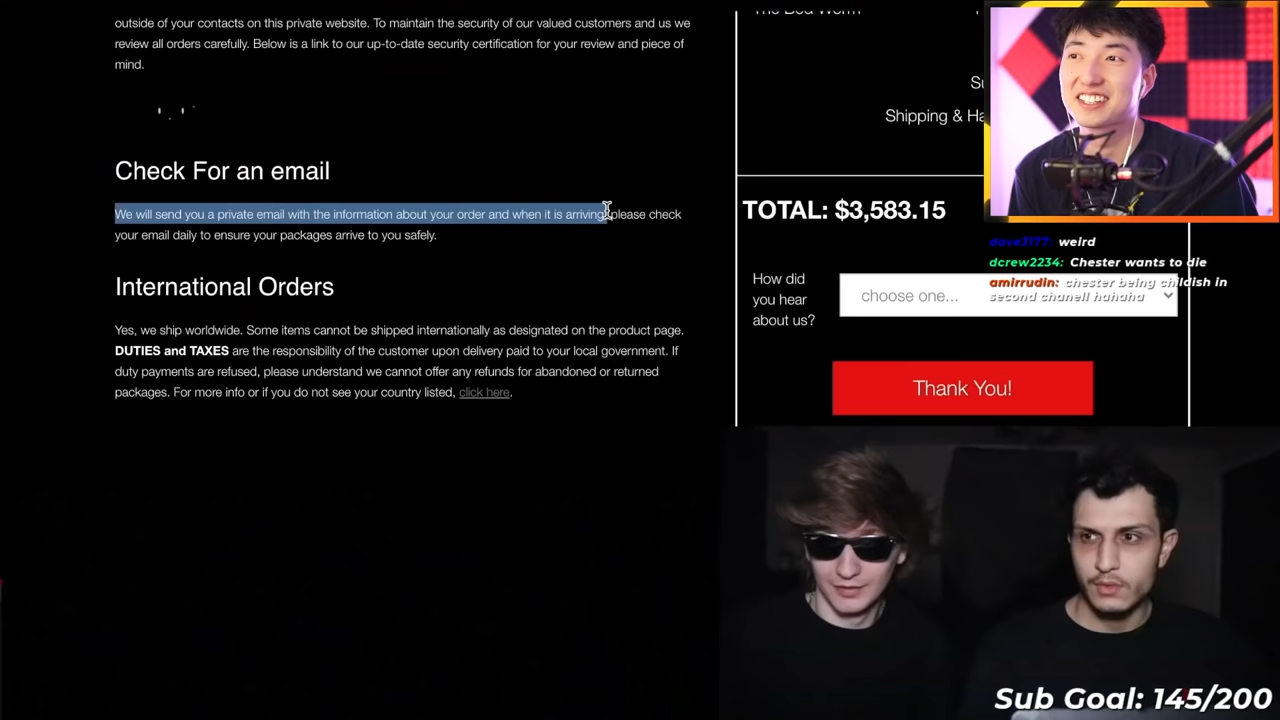 outside of your contacts on this private website. To maintain the security of our valued customers and us we
review all orders carefully. Below is a link to our up-to-date security certification for your review and piece of
mind.
Check For an email
We will send you a private email with the information about your order and when it is arriving, please check
your email daily to ensure your packages arrive to you safely.
International Orders
Yes, we ship worldwide. Some items cannot be shipped internationally as designated on the product page.
DUTIES and TAXES are the responsibility of the customer upon delivery paid to your local government. If
duty payments are refused, please understand we cannot offer any refunds for abandoned or returned
packages. For more info or if you do not see your country listed, click here.
Shipping &
TOTAL: $3,583.15
How did
you hear
about us?
choose one...
Thank You!
dave3177: weird
dcrew2234: Chester wants to die
amirrudin: chester being childish in
second chanell hahaha
Sub Goal: 145/200